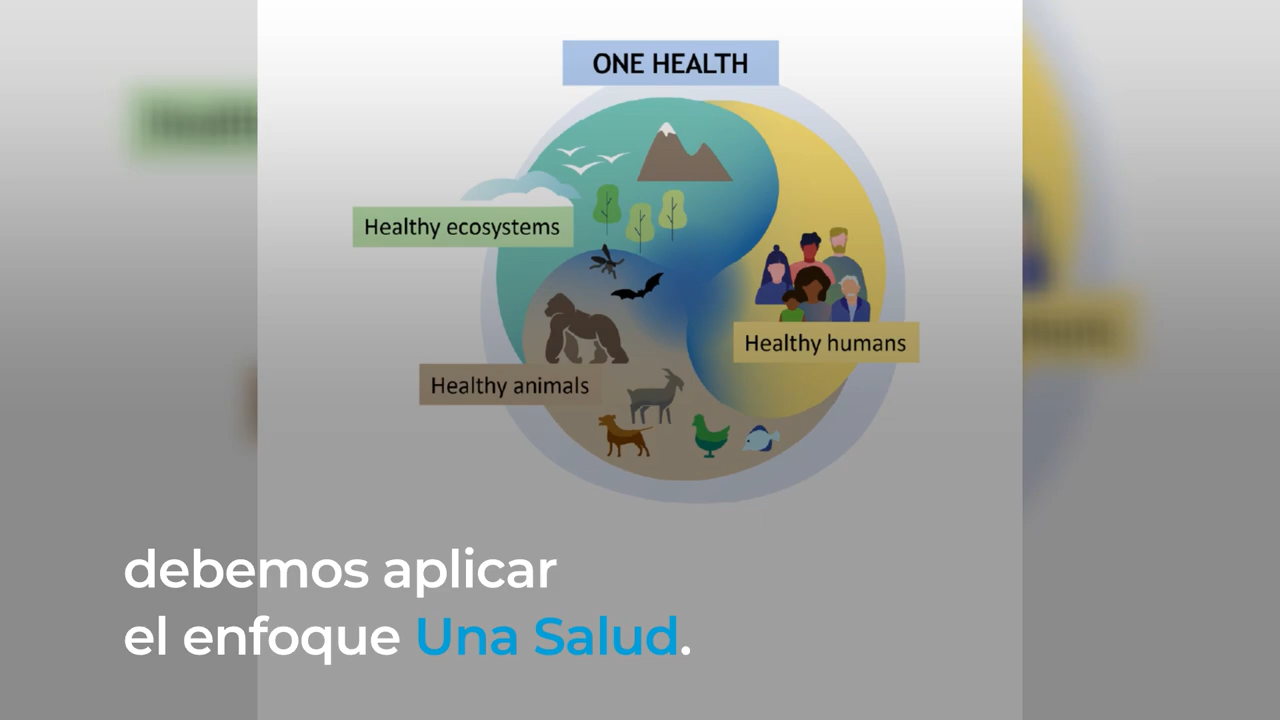 ONE HEALTH
Healthy ecosystems
Healthy humans
Healthy animals
debemos aplicar
el enfoque Una Salud.